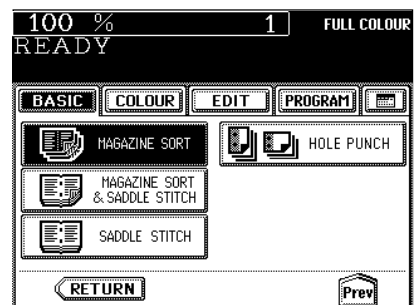 100 % 1 FULL COLOUR
READY
BASIC COLOUR EDIT PROGRAM
MAGAZINE SORT HOLE PUNCH
MAGAZINE SORT
& SADDLE STITCH
SADDLE STITCH
RETURN Prev